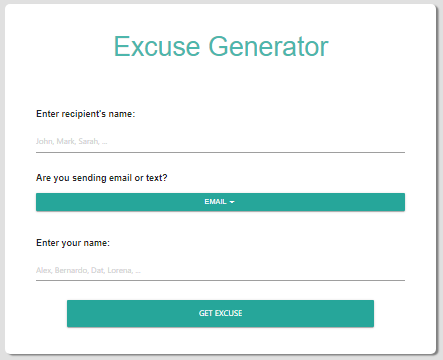 Excuse Generator
Enter recipient's name:
John, Mark, Sarah, ...
Are you sending email or text?
EMAIL
Enter your name:
Alex, Bernardo, Dat, Lorena, ...
GET EXCUSE